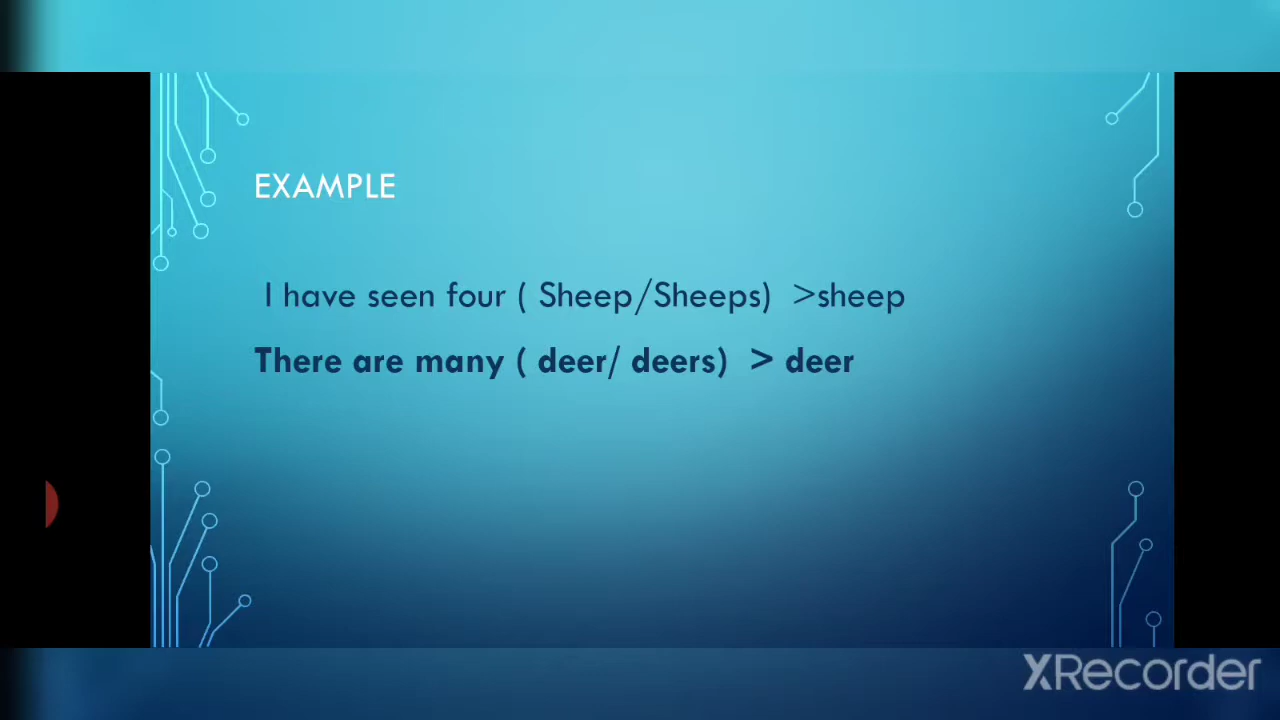 EXAMPLE
I have seen four ( Sheep/Sheeps) >sheep
There are many ( deer/ deers) > deer
XRecorder